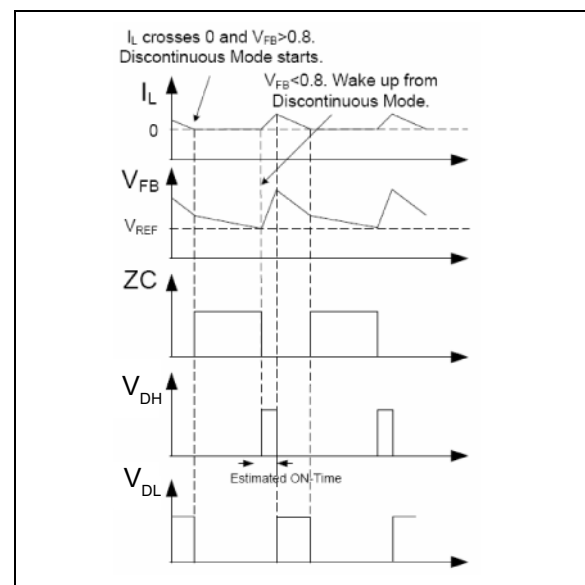 I_L crosses 0 and V_FB>0.8.
Discontinuous Mode starts.
V_FB<0.8. Wake up from
Discontinuous Mode.
I_L
0
V_FB
V_REF
ZC
V_DH
Estimated ON-Time
V_DL